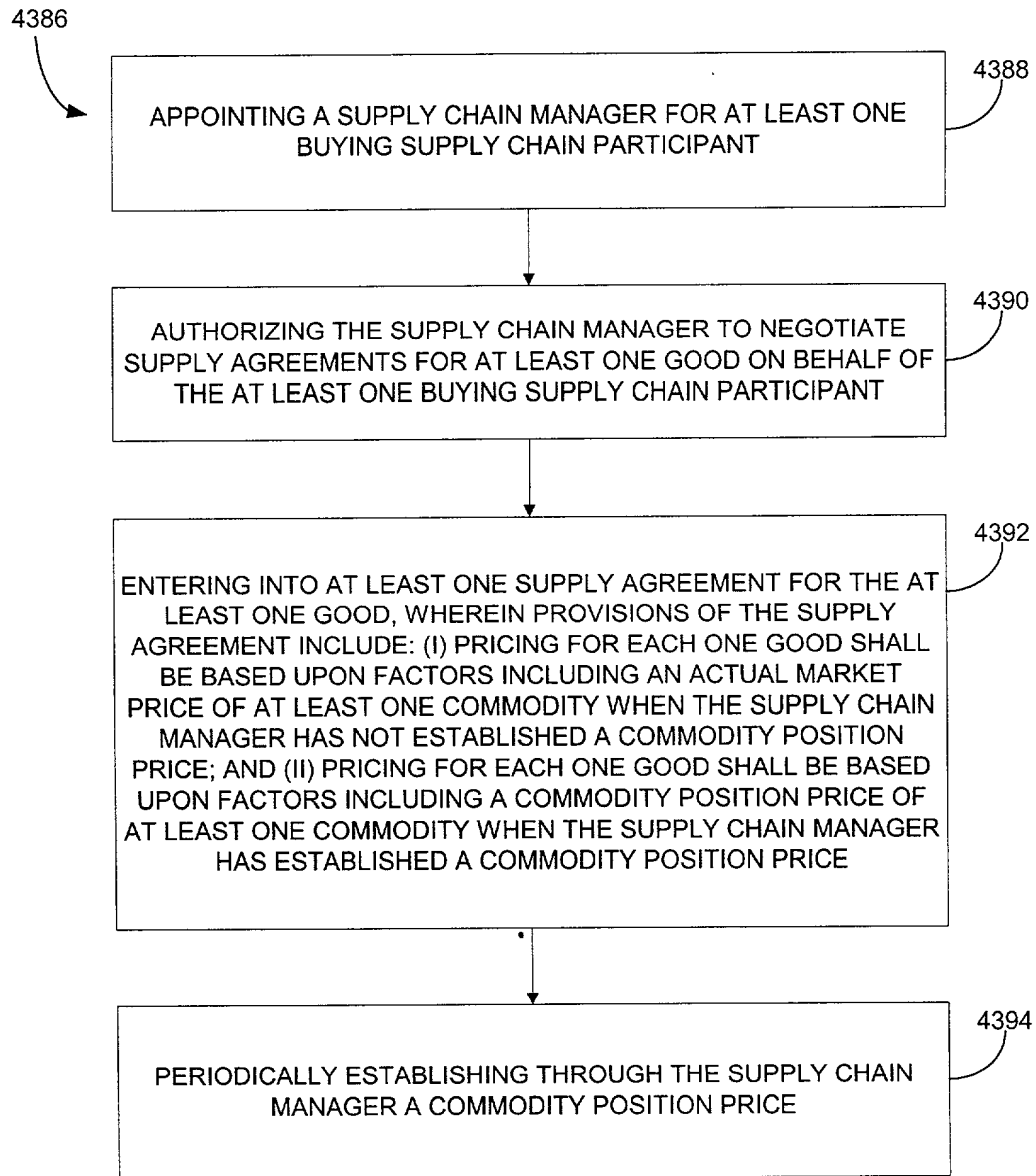 4386
4388
APPOINTING A SUPPLY CHAIN MANAGER FOR AT LEAST ONE
BUYING SUPPLY CHAIN PARTICIPANT
4390
AUTHORIZING THE SUPPLY CHAIN MANAGER TO NEGOTIATE
SUPPLY AGREEMENTS FOR AT LEAST ONE GOOD ON BEHALF OF
THE AT LEAST ONE BUYING SUPPLY CHAIN PARTICIPANT
4392
ENTERING INTO AT LEAST ONE SUPPLY AGREEMENT FOR THE AT
LEAST ONE GOOD, WHEREIN PROVISIONS OF THE SUPPLY
AGREEMENT INCLUDE: (I) PRICING FOR EACH ONE GOOD SHALL
BE BASED UPON FACTORS INCLUDING AN ACTUAL MARKET
PRICE OF AT LEAST ONE COMMODITY WHEN THE SUPPLY CHAIN
MANAGER HAS NOT ESTABLISHED A COMMODITY POSITION
PRICE; AND (II) PRICING FOR EACH ONE GOOD SHALL BE BASED
UPON FACTORS INCLUDING A COMMODITY POSITION PRICE OF
AT LEAST ONE COMMODITY WHEN THE SUPPLY CHAIN MANAGER
HAS ESTABLISHED A COMMODITY POSITION PRICE
4394
PERIODICALLY ESTABLISHING THROUGH THE SUPPLY CHAIN
MANAGER A COMMODITY POSITION PRICE